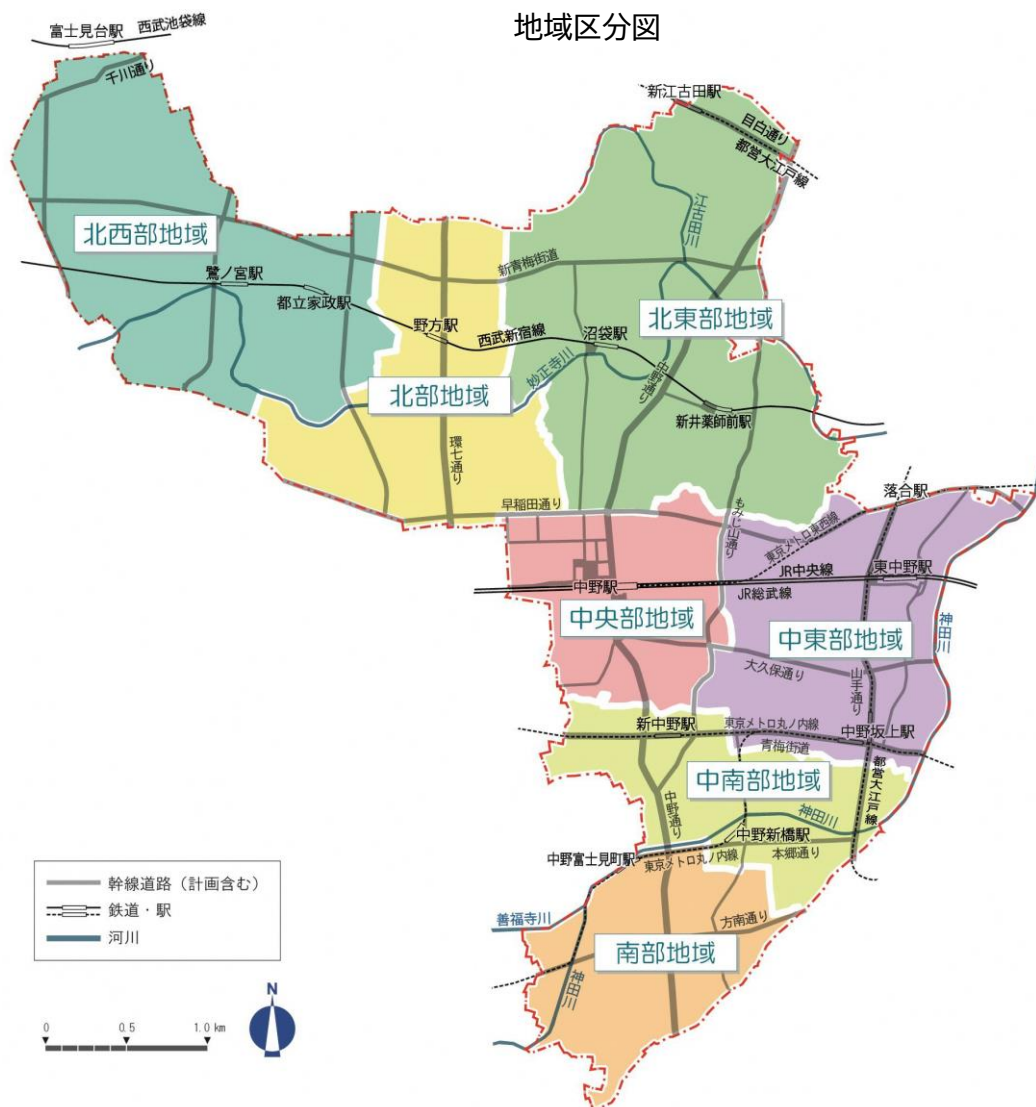 地域区分図
富士見台駅
西武池袋線
千川通り
新江古田駅
目白通り
都営大江戸線
江古田川
北西部地域
新青梅街道
鷺ノ宮駅
都立家政駅
北東部地域
野方駅
西武新宿線
沼袋駅
妙正寺川
中野通り
北部地域
新井薬師前駅
環七通り
早稲田通り
もみじ山通り
落合駅
東京メトロ東西線
JR中央線
東中野駅
中野駅
JR総武線
中央部地域
中東部地域
神田川
大久保通り
山手通り
新中野駅
東京メトロ丸ノ内線
中野坂上駅
青梅街道
都営大江戸線
中南部地域
中野通り
神田川
中野新橋駅
中野富士見町駅
東京メトロ丸ノ内線
本郷通り
善福寺川
方南通り
南部地域
神田川
幹線道路（計画含む）
鉄道・駅
河川
N
0 0.5 1.0 km